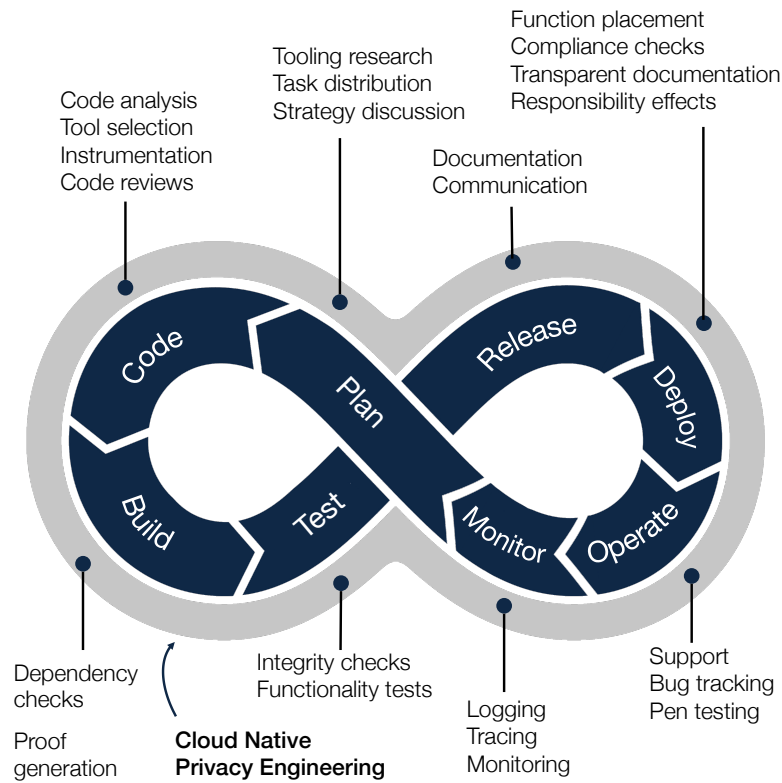 Function placement
Compliance checks
Transparent documentation
Responsibility effects
Tooling research
Task distribution
Strategy discussion
Code analysis
Tool selection
Instrumentation
Code reviews
Documentation
Communication
Code
Plan
Release
Deploy
Build
Test
Monitor
Operate
Dependency
checks
Proof
generation
Integrity checks
Functionality tests
Cloud Native
Privacy Engineering
Logging
Tracing
Monitoring
Support
Bug tracking
Pen testing